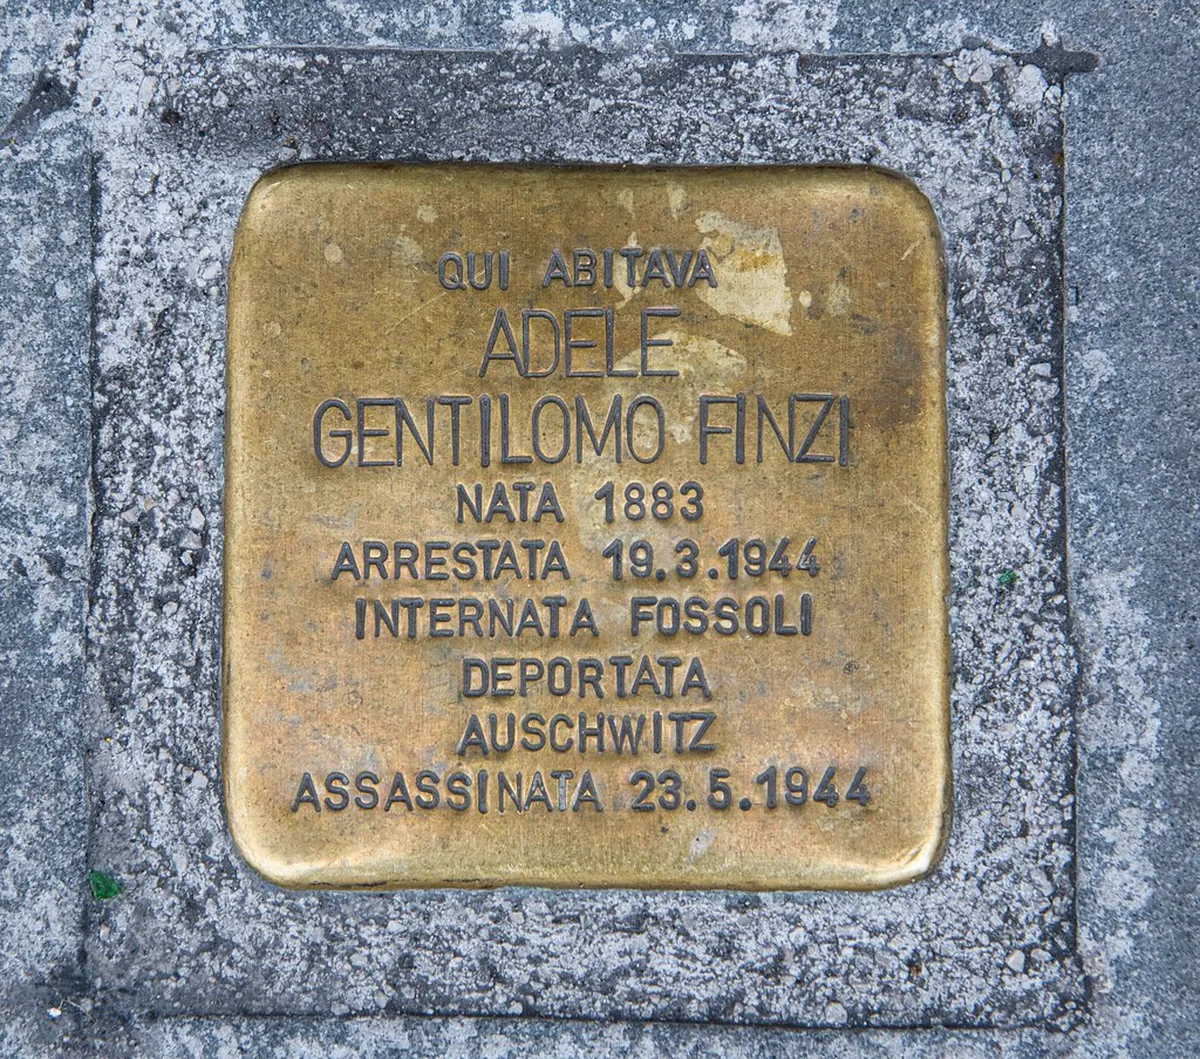 QUI ABITAVA
ADELE
GENTILOMO FINZI
NATA 1883
ARRESTATA 19.3.1944
INTERNATA FOSSOLI
DEPORTATA
AUSCHWITZ
ASSASSINATA 23.5.1944